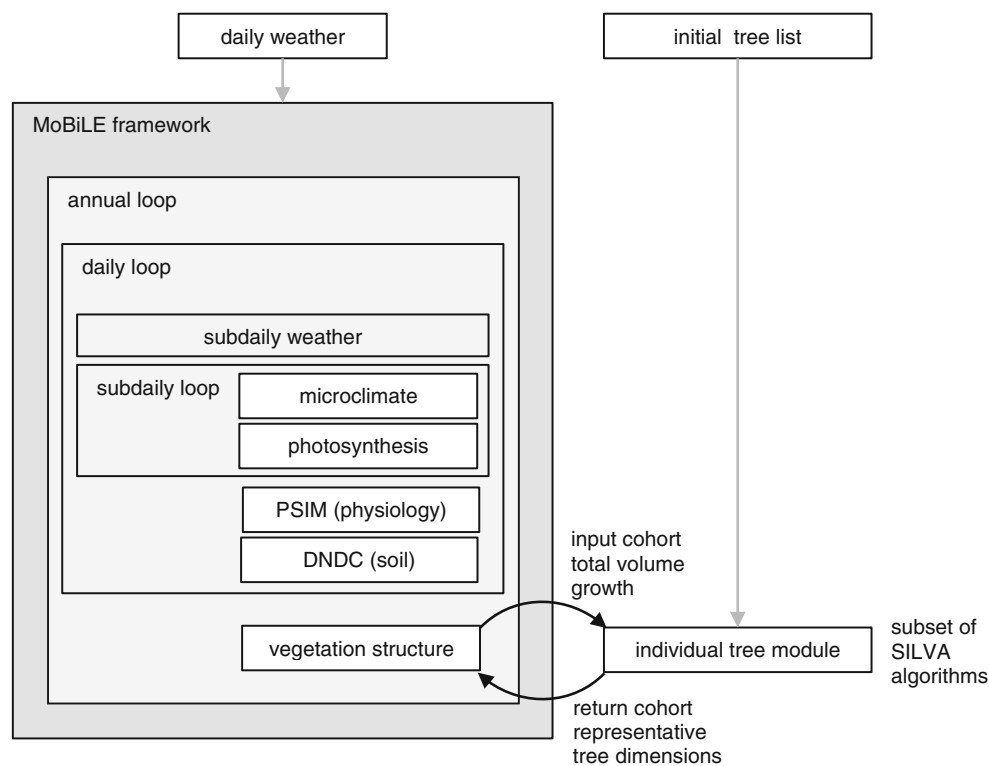 daily weather
initial tree list
MoBiLE framework
annual loop
daily loop
subdaily weather
subdaily loop
microclimate
photosynthesis
PSIM (physiology)
DNDC (soil)
input cohort
total volume
growth
vegetation structure
individual tree module
subset of
SILVA
algorithms
return cohort
representative
tree dimensions